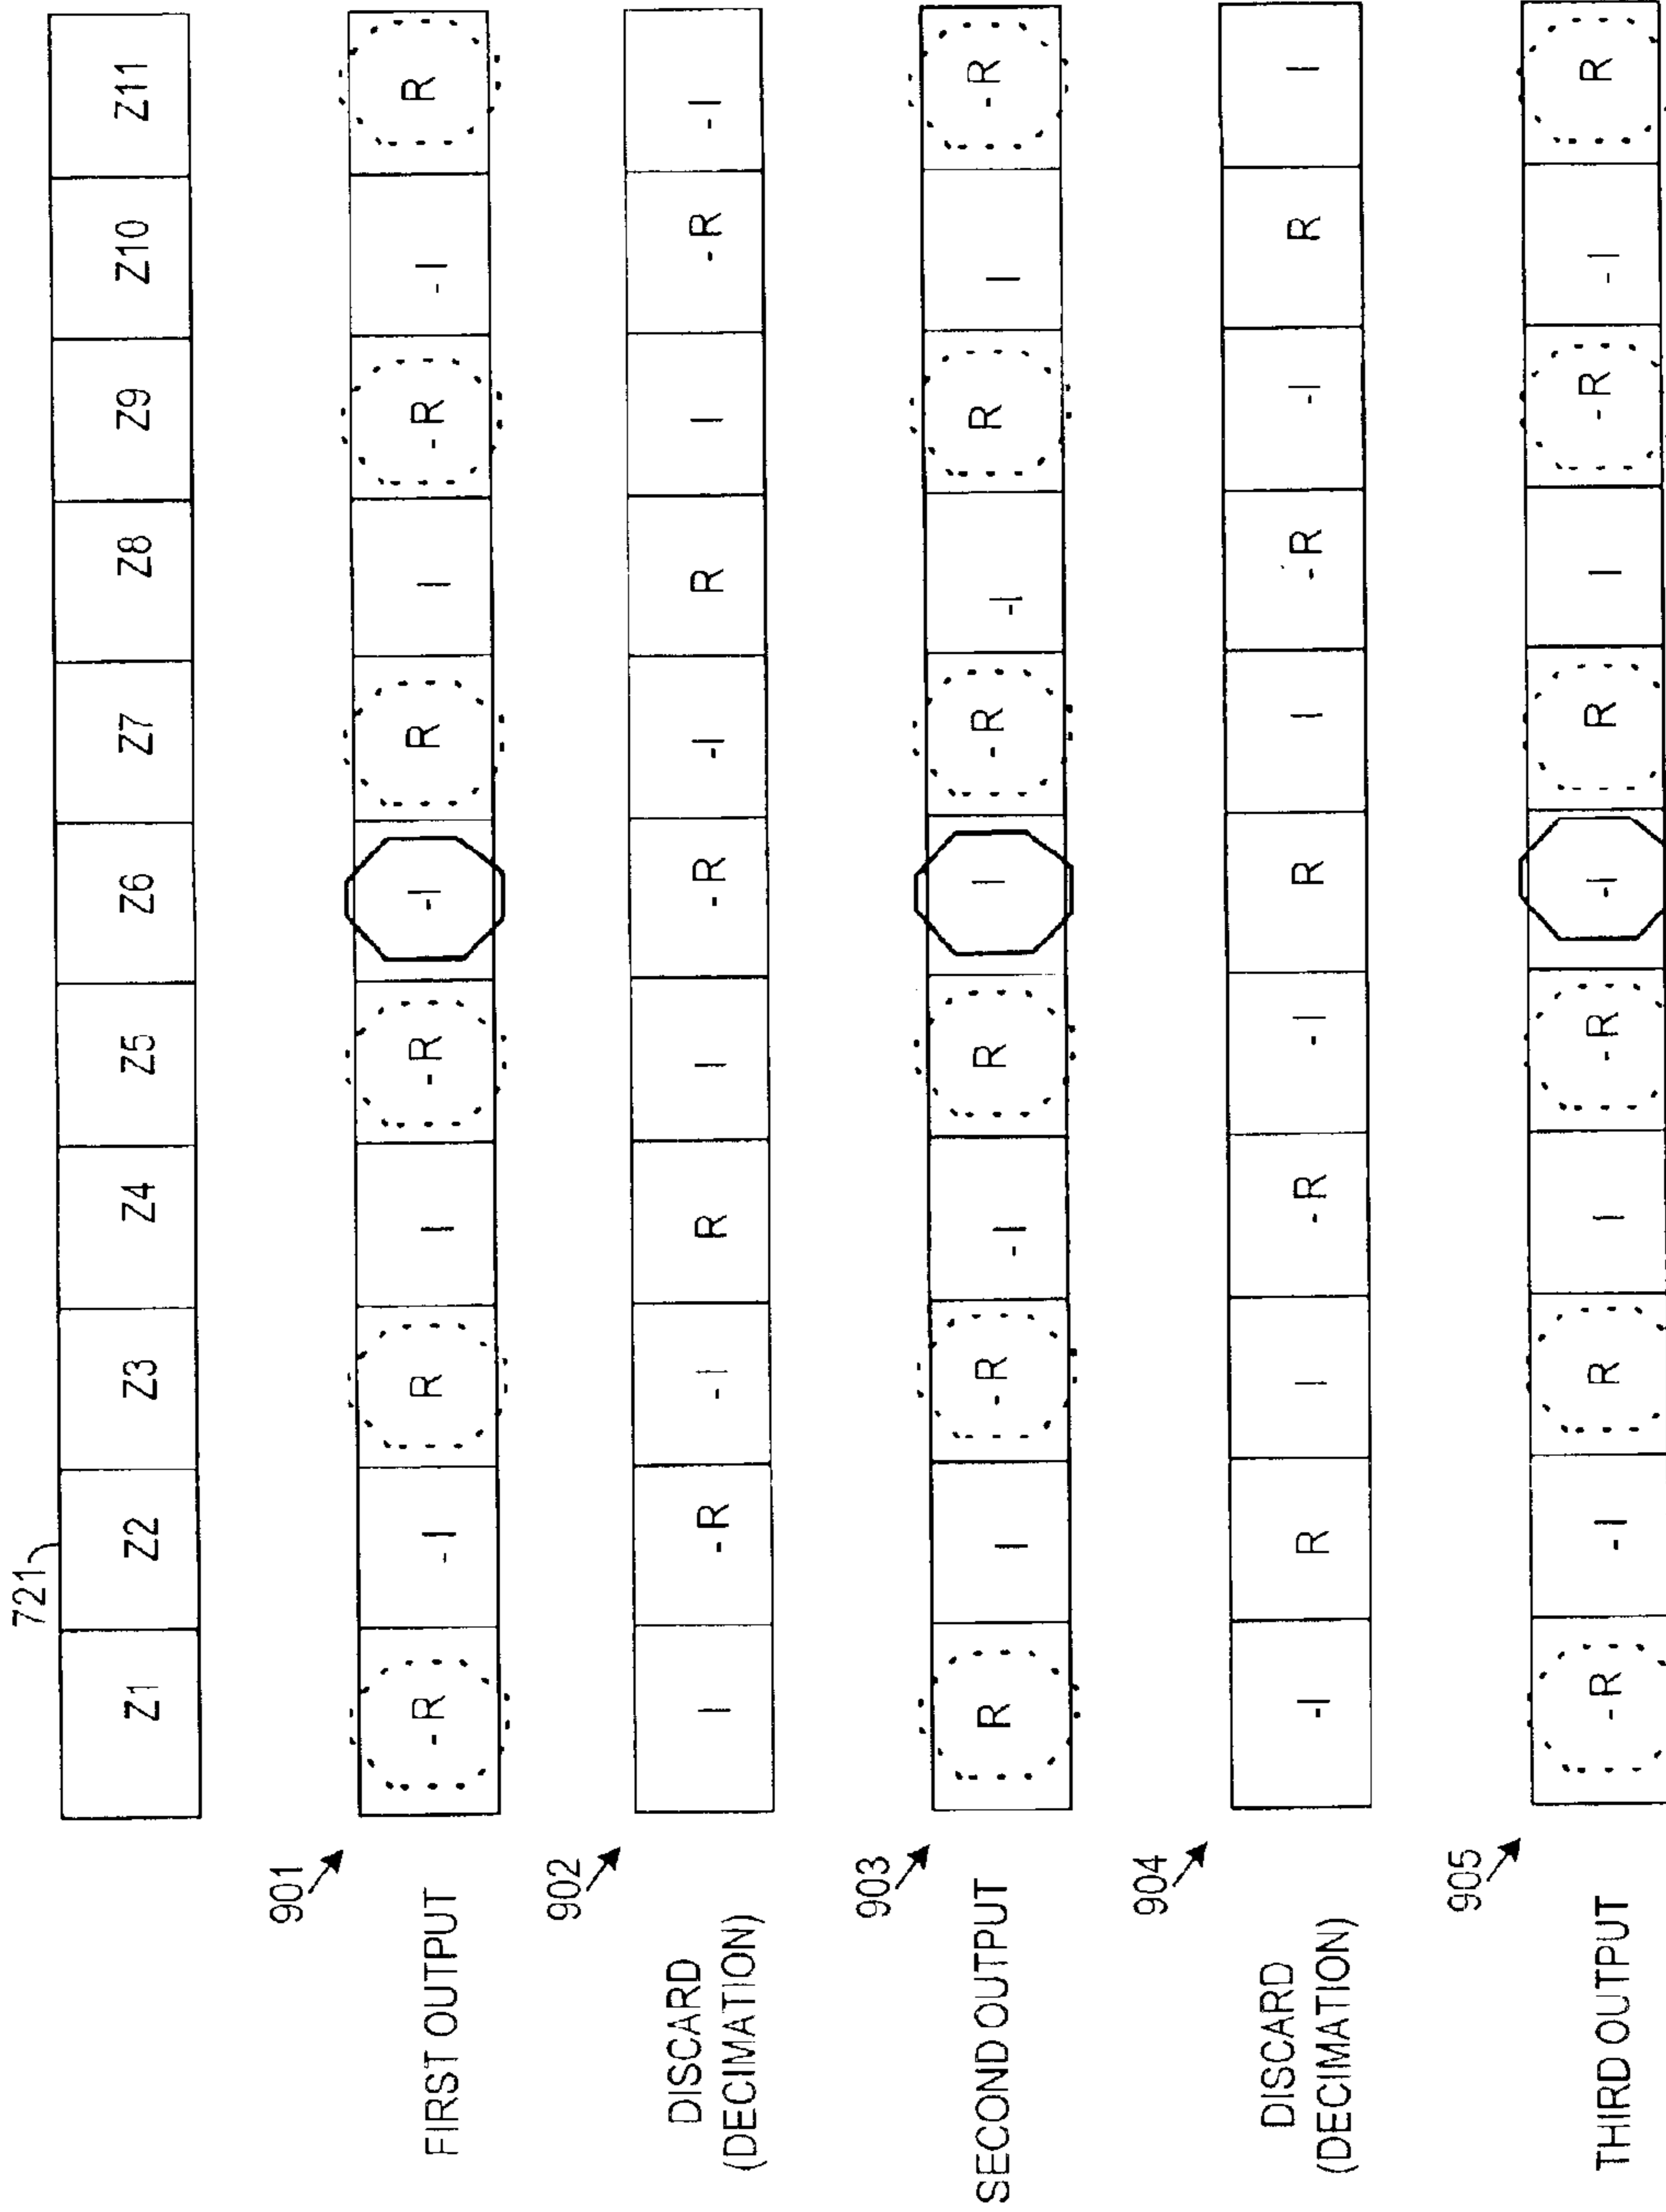 721
Z1 Z2 Z3 Z4 Z5 Z6 Z7 Z8 Z9 Z10 Z11
901
FIRST OUTPUT
-R -I R I -R -I R I -R -I R
902
DISCARD
(DECIMATION)
I -R -I R I -R -I R I -R -I
903
SECOND OUTPUT
R I -R -I R I -R -I R I -R
904
DISCARD
(DECIMATION)
-I R I -R -I R I -R -I R I
905
THIRD OUTPUT
-R -I R I -R -I R I -R -I R